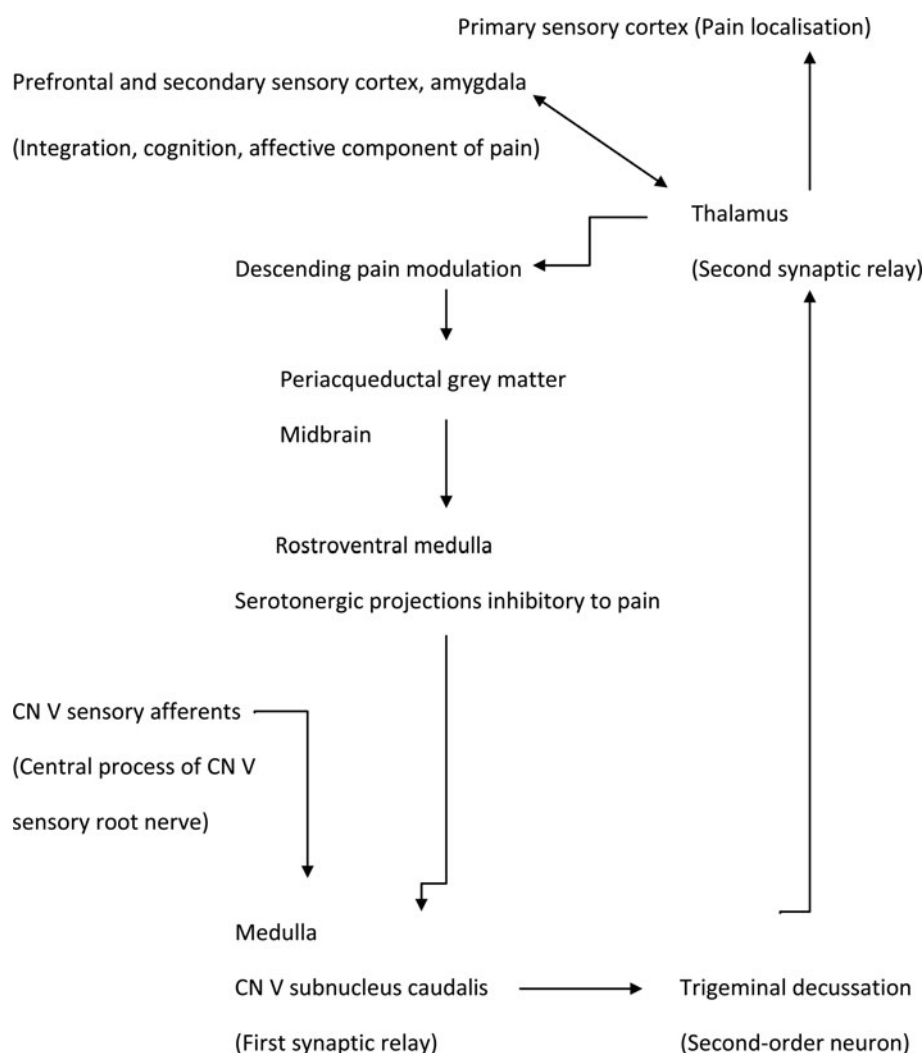 Primary sensory cortex (Pain localisation)
Prefrontal and secondary sensory cortex, amygdala
(Integration, cognition, affective component of pain)
Thalamus
(Second synaptic relay)
Descending pain modulation
Periacqueductal grey matter
Midbrain
Rostroventral medulla
Serotonergic projections inhibitory to pain
CN V sensory afferents
(Central process of CN V
sensory root nerve)
Medulla
CN V subnucleus caudalis
(First synaptic relay)
Trigeminal decussation
(Second-order neuron)